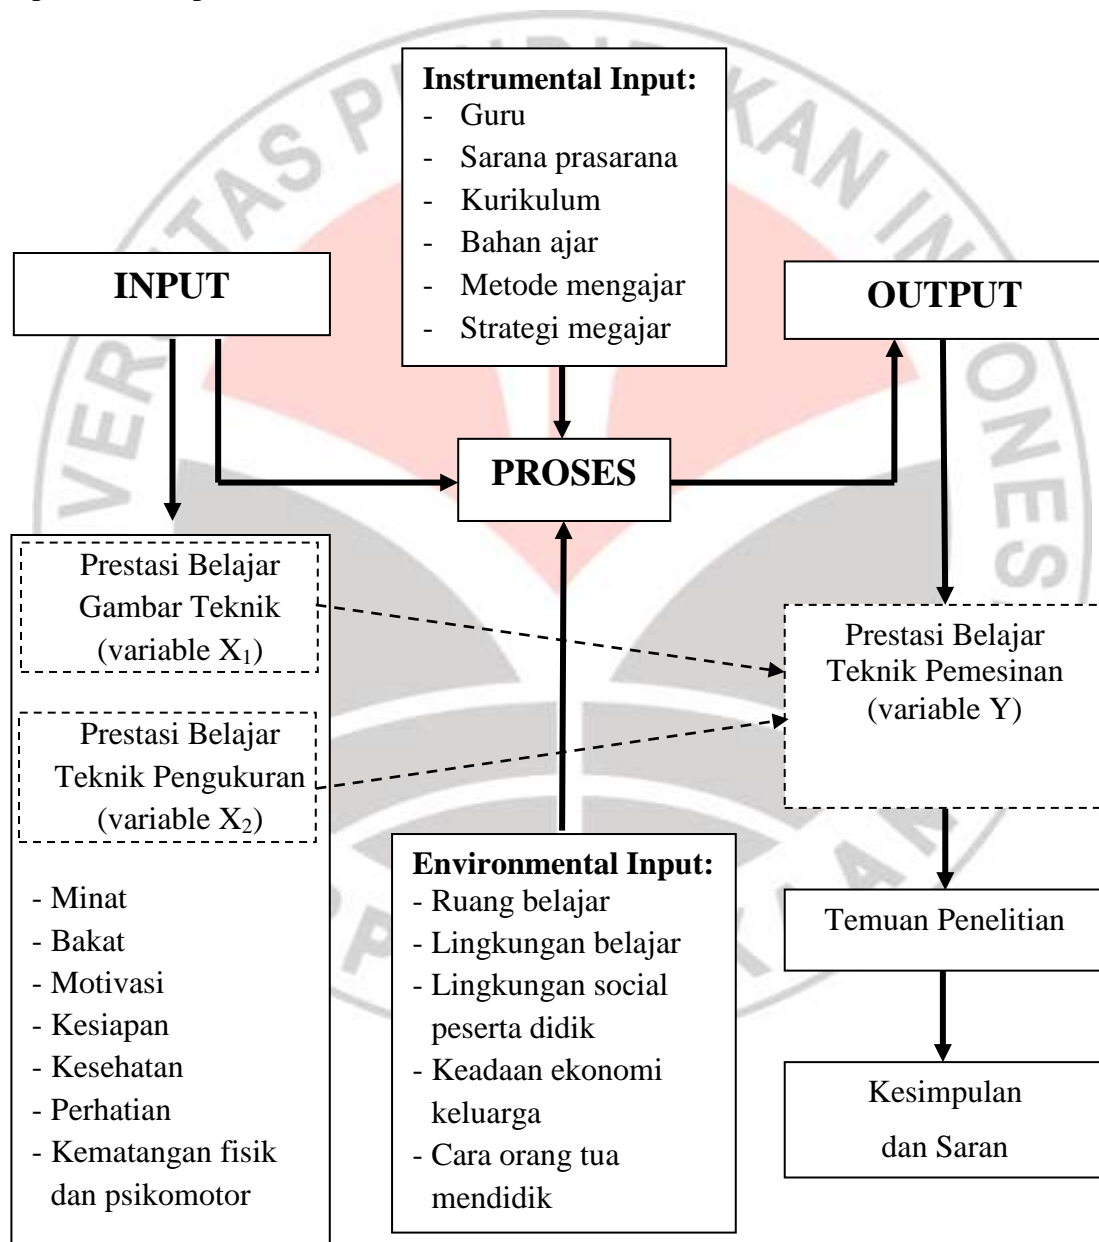 Instrumental Input:
- Guru
- Sarana prasarana
- Kurikulum
- Bahan ajar
- Metode mengajar
- Strategi megajar
INPUT
OUTPUT
PROSES
Prestasi Belajar
Gambar Teknik
(variable X₁)
Prestasi Belajar
Teknik Pengukuran
(variable X₂)
- Minat
- Bakat
- Motivasi
- Kesiapan
- Kesehatan
- Perhatian
- Kematangan fisik
dan psikomotor
Environmental Input:
- Ruang belajar
- Lingkungan belajar
- Lingkungan social
peserta didik
- Keadaan ekonomi
keluarga
- Cara orang tua
mendidik
Prestasi Belajar
Teknik Pemesinan
(variable Y)
Temuan Penelitian
Kesimpulan
dan Saran